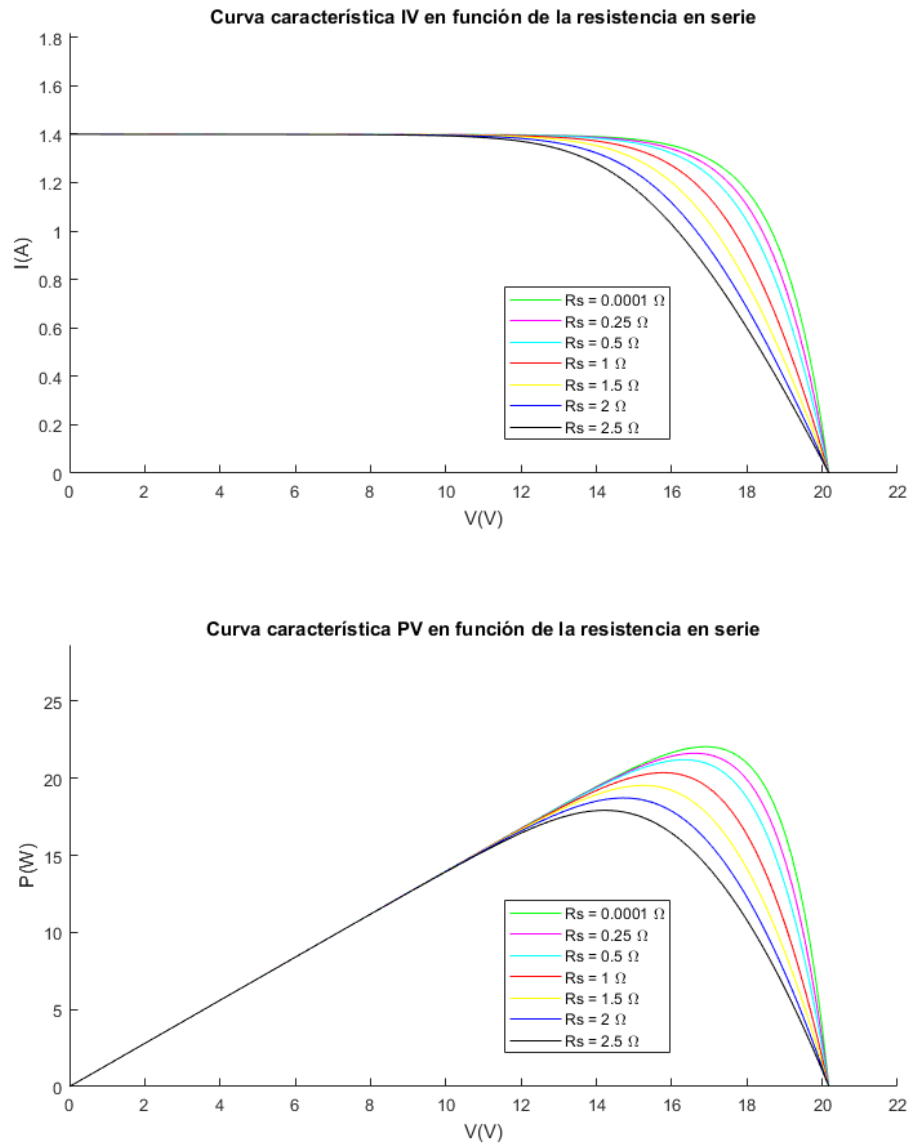 Curva característica IV en función de la resistencia en serie
1.8
1.6
1.4
1.2
1
0.8
0.6
0.4
0.2
0
I(A)
Rs = 0.0001 Ω
Rs = 0.25 Ω
Rs = 0.5 Ω
Rs = 1 Ω
Rs = 1.5 Ω
Rs = 2 Ω
Rs = 2.5 Ω
0 2 4 6 8 10 12 14 16 18 20 22
V(V)
Curva característica PV en función de la resistencia en serie
25
20
15
10
5
0
P(W)
Rs = 0.0001 Ω
Rs = 0.25 Ω
Rs = 0.5 Ω
Rs = 1 Ω
Rs = 1.5 Ω
Rs = 2 Ω
Rs = 2.5 Ω
0 2 4 6 8 10 12 14 16 18 20 22
V(V)